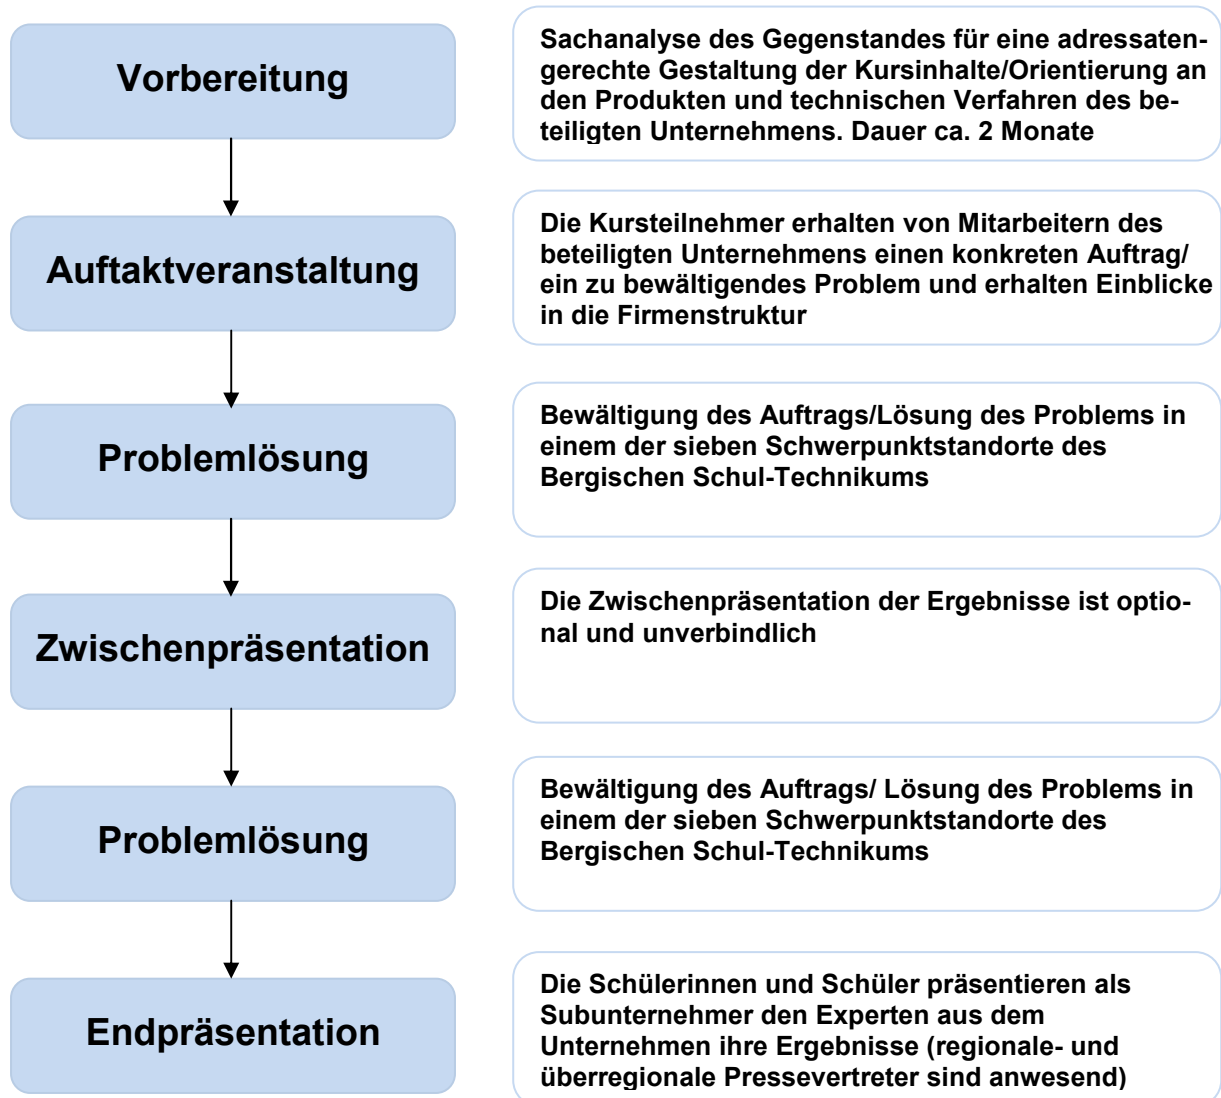 Vorbereitung
Sachanalyse des Gegenstandes für eine adressaten-
gerechte Gestaltung der Kursinhalte/Orientierung an
den Produkten und technischen Verfahren des be-
teiligten Unternehmens. Dauer ca. 2 Monate
Auftaktveranstaltung
Die Kursteilnehmer erhalten von Mitarbeitern des
beteiligten Unternehmens einen konkreten Auftrag/
ein zu bewältigendes Problem und erhalten Einblicke
in die Firmenstruktur
Problemlösung
Bewältigung des Auftrags/Lösung des Problems in
einem der sieben Schwerpunktstandorte des
Bergischen Schul-Technikums
Zwischenpräsentation
Die Zwischenpräsentation der Ergebnisse ist optio-
nal und unverbindlich
Problemlösung
Bewältigung des Auftrags/ Lösung des Problems in
einem der sieben Schwerpunktstandorte des
Bergischen Schul-Technikums
Endpräsentation
Die Schülerinnen und Schüler präsentieren als
Subunternehmer den Experten aus dem
Unternehmen ihre Ergebnisse (regionale- und
überregionale Pressevertreter sind anwesend)